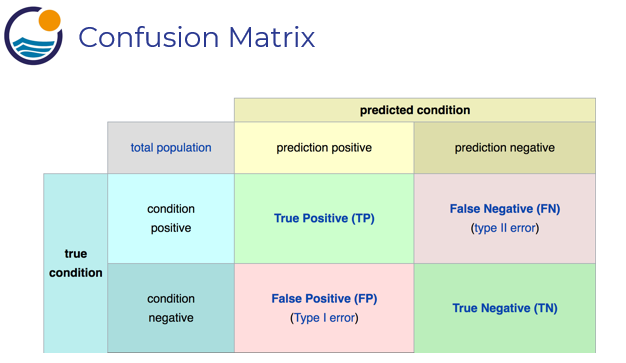 Confusion Matrix
predicted condition
total population
prediction positive
prediction negative
true
condition
condition
positive
True Positive (TP)
False Negative (FN)
(type II error)
condition
negative
False Positive (FP)
(Type I error)
True Negative (TN)